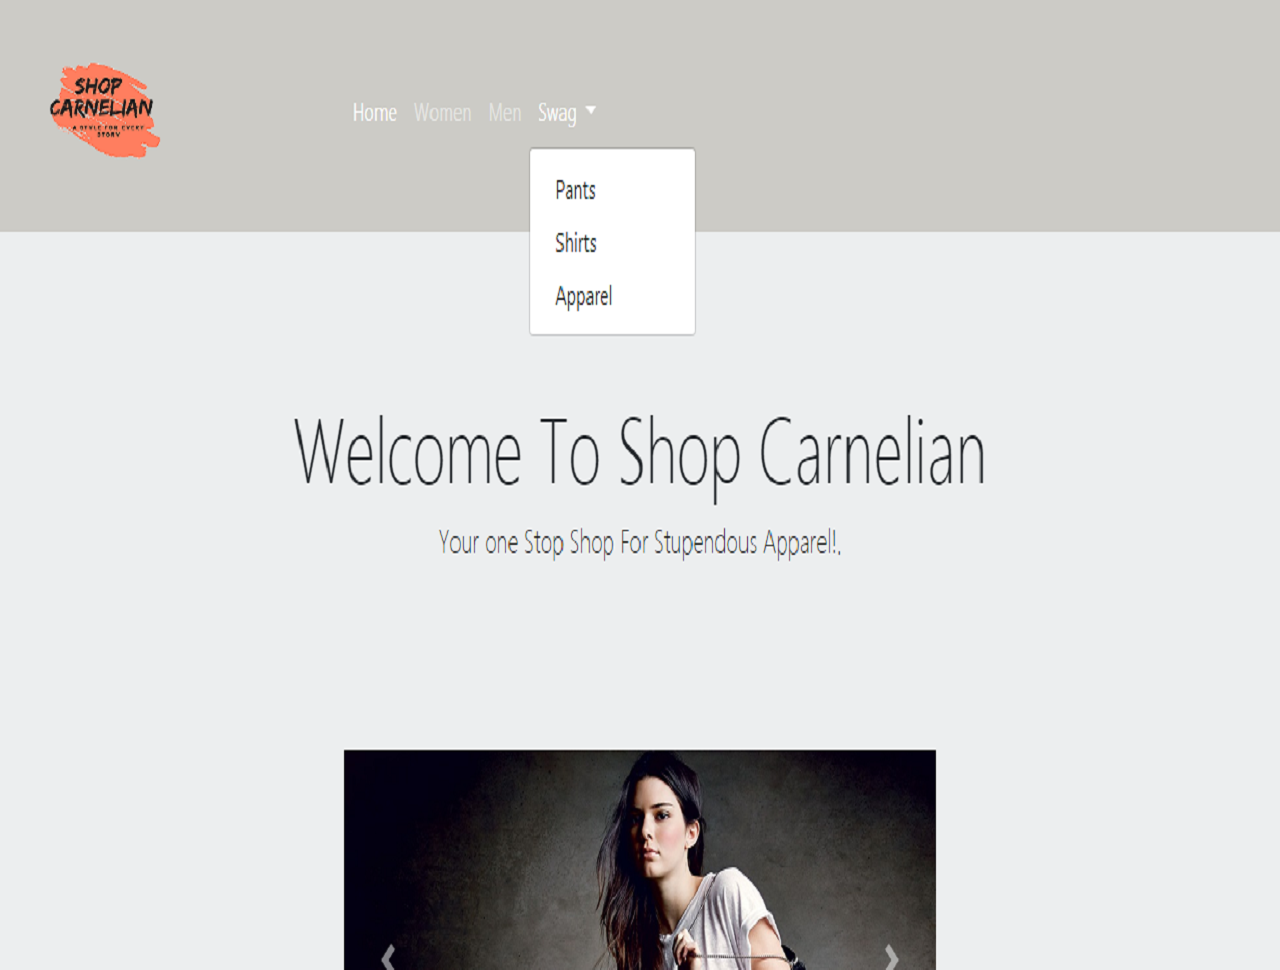 SHOP
CARNELIAN
A STYLE FOR EVERY
STORY
Home Women Men Swag
Pants
Shirts
Apparel
Welcome To Shop Carnelian
Your one Stop Shop For Stupendous Apparel!.